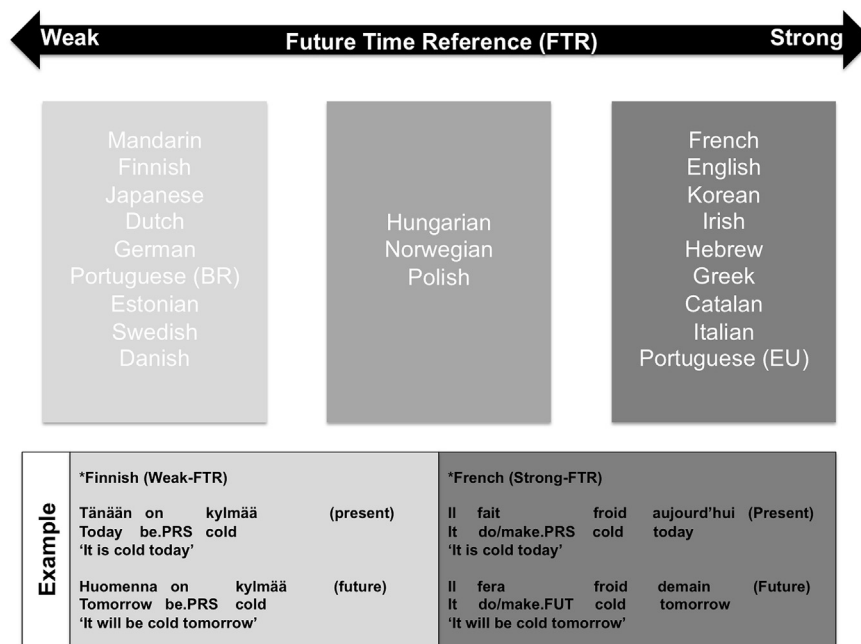 Weak Future Time Reference (FTR) Strong
Mandarin
Finnish
Japanese
Dutch
German
Portuguese (BR)
Estonian
Swedish
Danish
Hungarian
Norwegian
Polish
French
English
Korean
Irish
Hebrew
Greek
Catalan
Italian
Portuguese (EU)
Example
*Finnish (Weak-FTR)
Tänään on kylmää (present)
Today be.PRS cold
‘It is cold today’
Huomenna on kylmää (future)
Tomorrow be.PRS cold
‘It will be cold tomorrow’
*French (Strong-FTR)
Il fait froid aujourd’hui (Present)
It do/make.PRS cold today
‘It is cold today’
Il fera froid demain (Future)
It do/make.FUT cold tomorrow
‘It will be cold tomorrow’